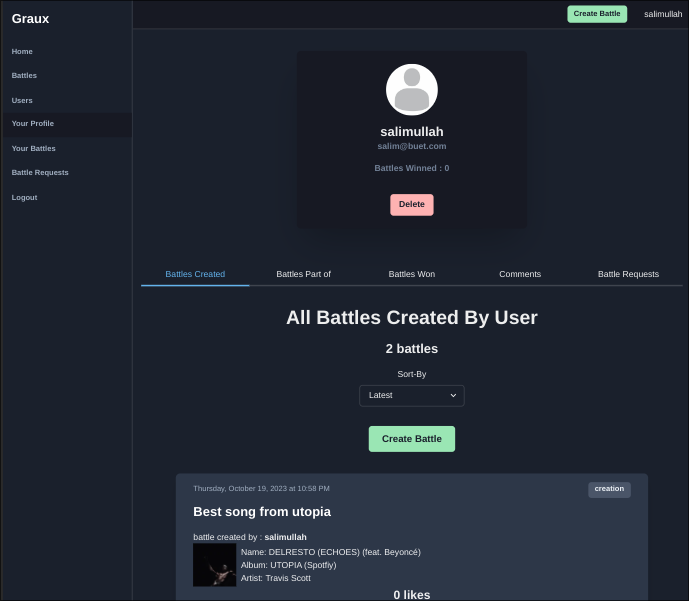 Graux
Create Battle
salimullah
Home
Battles
Users
Your Profile
Your Battles
Battle Requests
Logout
salimullah
salim@buet.com
Battles Winned : 0
Delete
Battles Created
Battles Part of
Battles Won
Comments
Battle Requests
All Battles Created By User
2 battles
Sort-By
Latest
Create Battle
Thursday, October 19, 2023 at 10:58 PM
creation
Best song from utopia
battle created by : salimullah
Name: DELRESTO (ECHOES) (feat. Beyoncé)
Album: UTOPIA (Spotfiy)
Artist: Travis Scott
0 likes